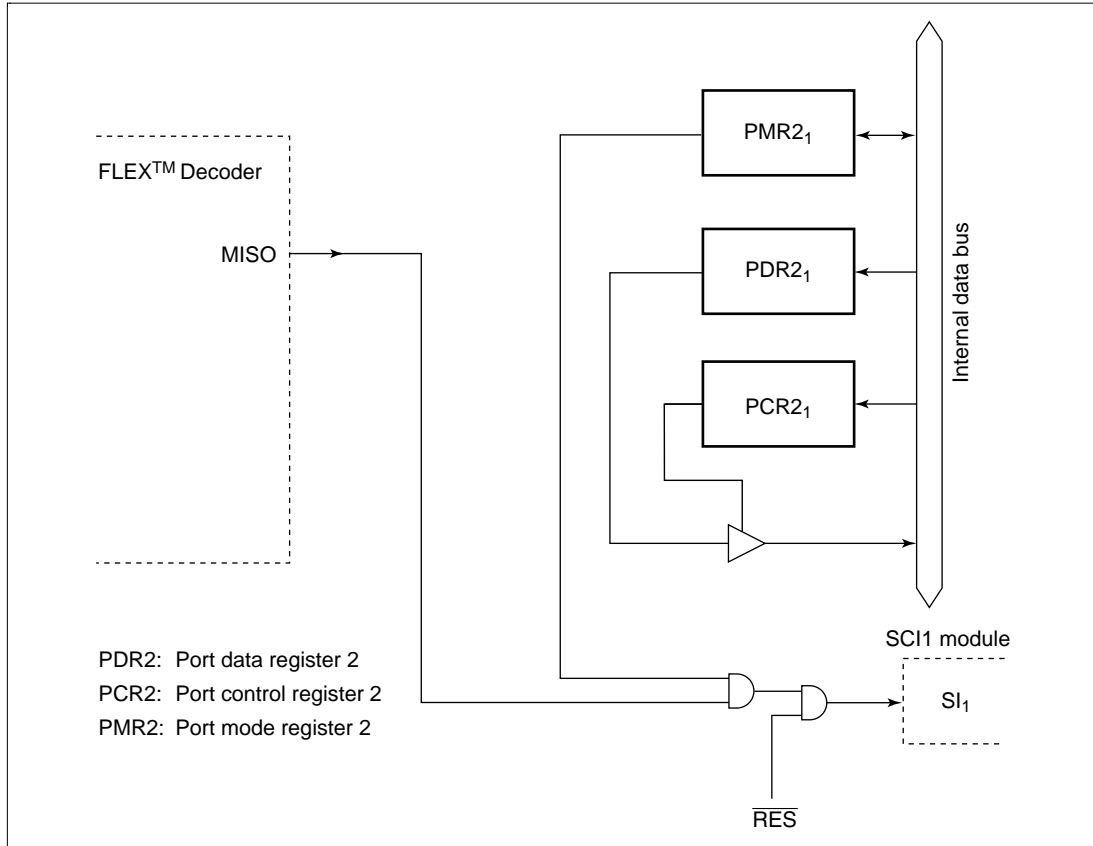 PMR2₁
FLEX™ Decoder
MISO
PDR2₁
Internal data bus
PCR2₁
SCI1 module
PDR2: Port data register 2
PCR2: Port control register 2
PMR2: Port mode register 2
SI₁
RES